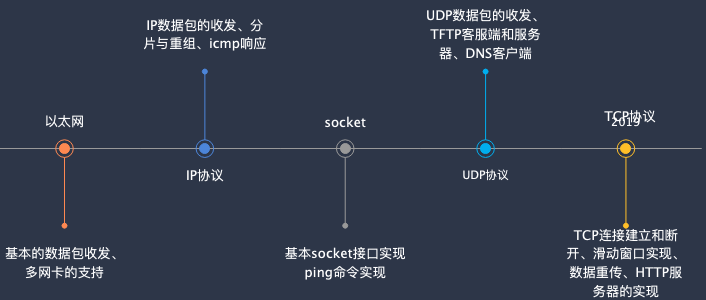 以太网
基本的数据包收发、
多网卡的支持
IP数据包的收发、分
片与重组、icmp响应
IP协议
socket
基本socket接口实现
ping命令实现
UDP数据包的收发、
TFTP客服端和服务
器、DNS客户端
UDP协议
TCP协议
2019
TCP连接建立和断
开、滑动窗口实现、
数据重传、HTTP服
务器的实现